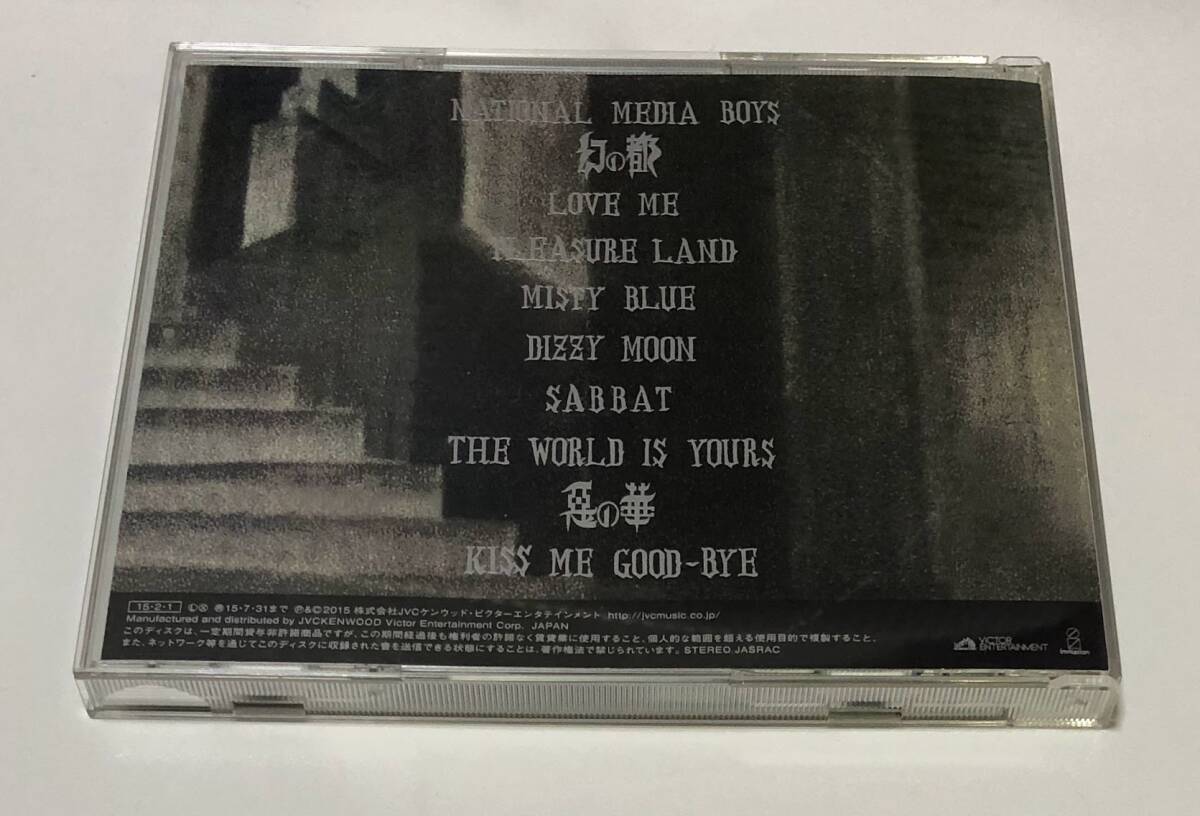 NATIONAL MEDIA BOYS
幻の都
LOVE ME
PLEASURE LAND
MISTY BLUE
DIZZY MOON
SABBAT
THE WORLD IS YOURS
惡の華
KISS ME GOOD-BYE
15・2・1 Ⓛ Ⓧ 再15・7・31まで ℗&©2015 株式会社JVCケンウッド・ビクターエンタテインメント http://jvcmusic.co.jp/
Manufactured and distributed by JVCKENWOOD Victor Entertainment Corp. JAPAN
このディスクは、一定期間貸与非許諾商品ですが、この期間経過後も権利者の許諾なく賃貸業に使用すること、個人的な範囲を超える使用目的で複製すること、
また、ネットワーク等を通じてこのディスクに収録された音を送信できる状態にすることは、著作権法で禁じられています。STEREO JASRAC
VICTOR
ENTERTAINMENT
Invitation